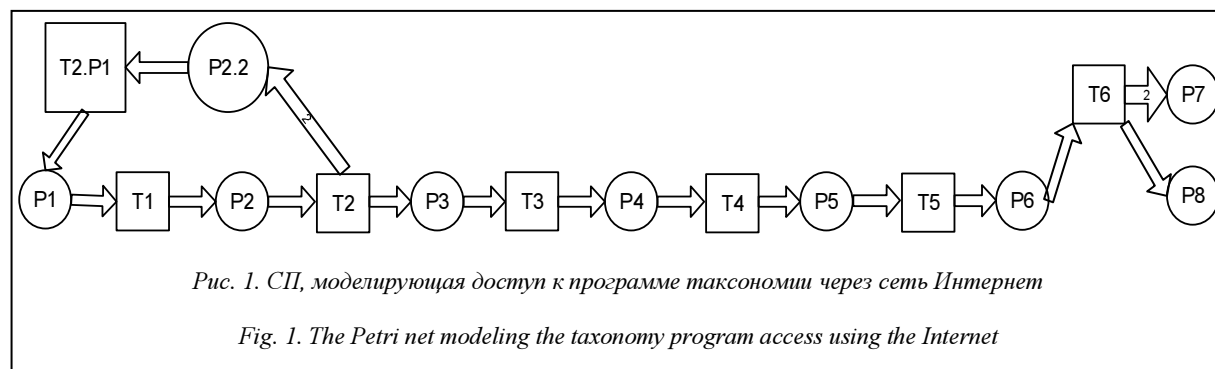 T2.P1 P2.2 2 T6 2 P7
P1 T1 P2 T2 P3 T3 P4 T4 P5 T5 P6 P8
Рис. 1. СП, моделирующая доступ к программе таксономии через сеть Интернет
Fig. 1. The Petri net modeling the taxonomy program access using the Internet